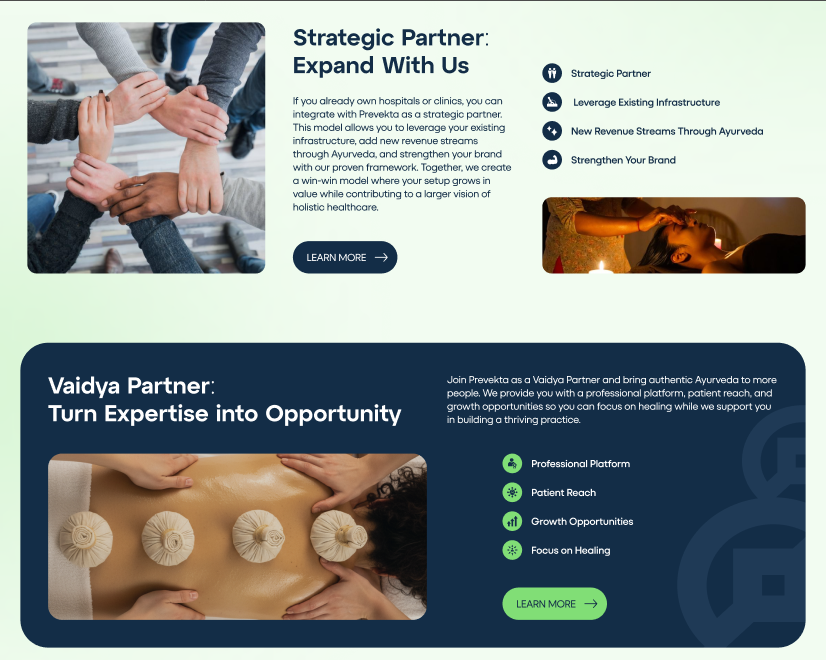 Strategic Partner:
Expand With Us
If you already own hospitals or clinics, you can
integrate with Prevekta as a strategic partner.
This model allows you to leverage your existing
infrastructure, add new revenue streams
through Ayurveda, and strengthen your brand
with our proven framework. Together, we create
a win-win model where your setup grows in
value while contributing to a larger vision of
holistic healthcare.
LEARN MORE
Strategic Partner
Leverage Existing Infrastructure
New Revenue Streams Through Ayurveda
Strengthen Your Brand
Vaidya Partner:
Turn Expertise into Opportunity
Join Prevekta as a Vaidya Partner and bring authentic Ayurveda to more
people. We provide you with a professional platform, patient reach, and
growth opportunities so you can focus on healing while we support you
in building a thriving practice.
Professional Platform
Patient Reach
Growth Opportunities
Focus on Healing
LEARN MORE